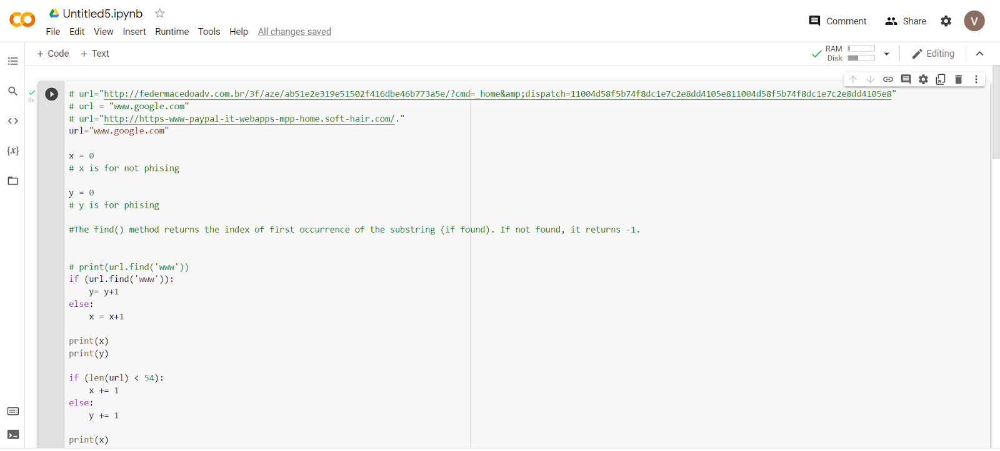 Untitled5.ipynb
File Edit View Insert Runtime Tools Help All changes saved
Comment Share V
+ Code + Text
RAM
Disk
Editing
0s
# url="http://federmacedoadv.com.br/3f/aze/ab51e2e319e51502f416dbe46b773a5e/?cmd=_home&amp;dispatch=11004d58f5b74f8dc1e7c2e8dd4105e811004d58f5b74f8dc1e7c2e8dd4105e8"
# url = "www.google.com"
# url="http://https-www-paypal-it-webapps-mpp-home.soft-hair.com/."
url="www.google.com"
x = 0
# x is for not phising
y = 0
# y is for phising
#The find() method returns the index of first occurrence of the substring (if found). If not found, it returns -1.
# print(url.find('www'))
if (url.find('www')):
    y= y+1
else:
    x = x+1
print(x)
print(y)
if (len(url) < 54):
    x += 1
else:
    y += 1
print(x)